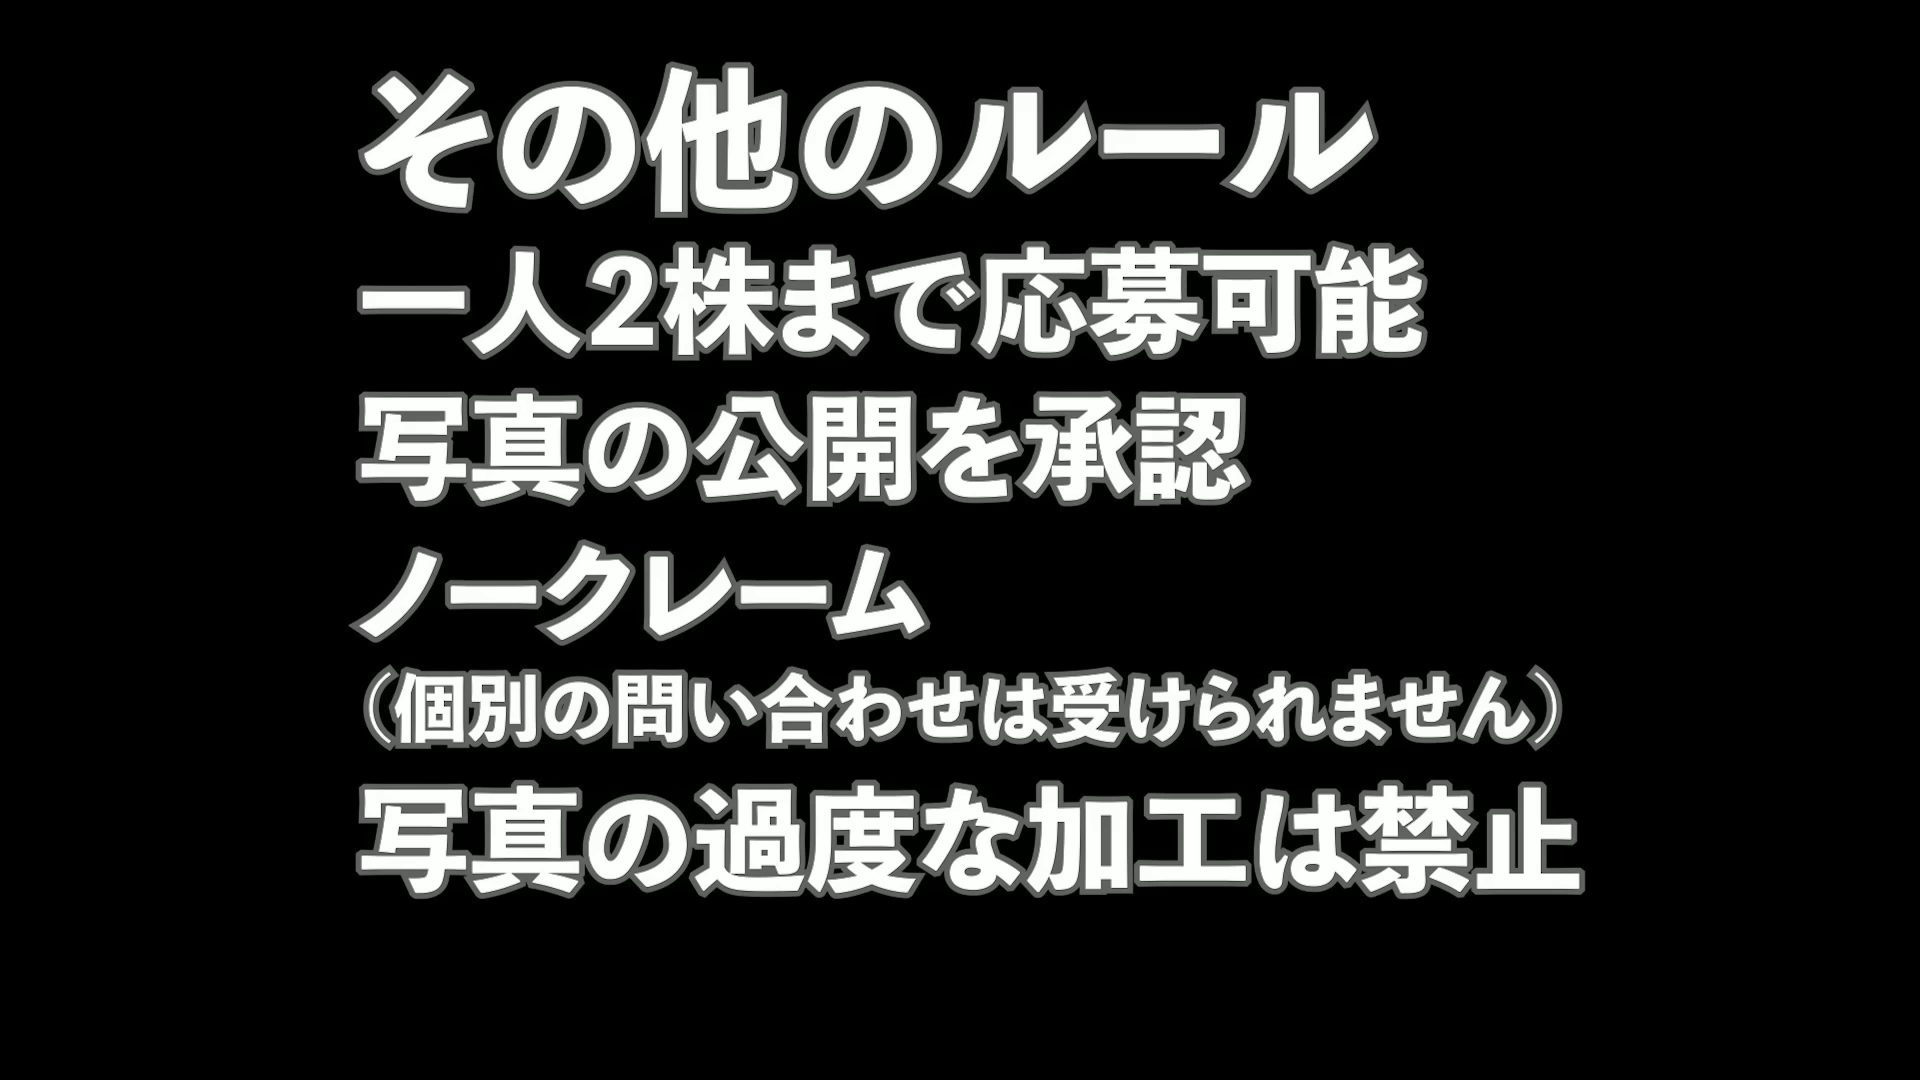 その他のルール
一人2株まで応募可能
写真の公開を承認
ノークレーム
（個別の問い合わせは受けられません）
写真の過度な加工は禁止